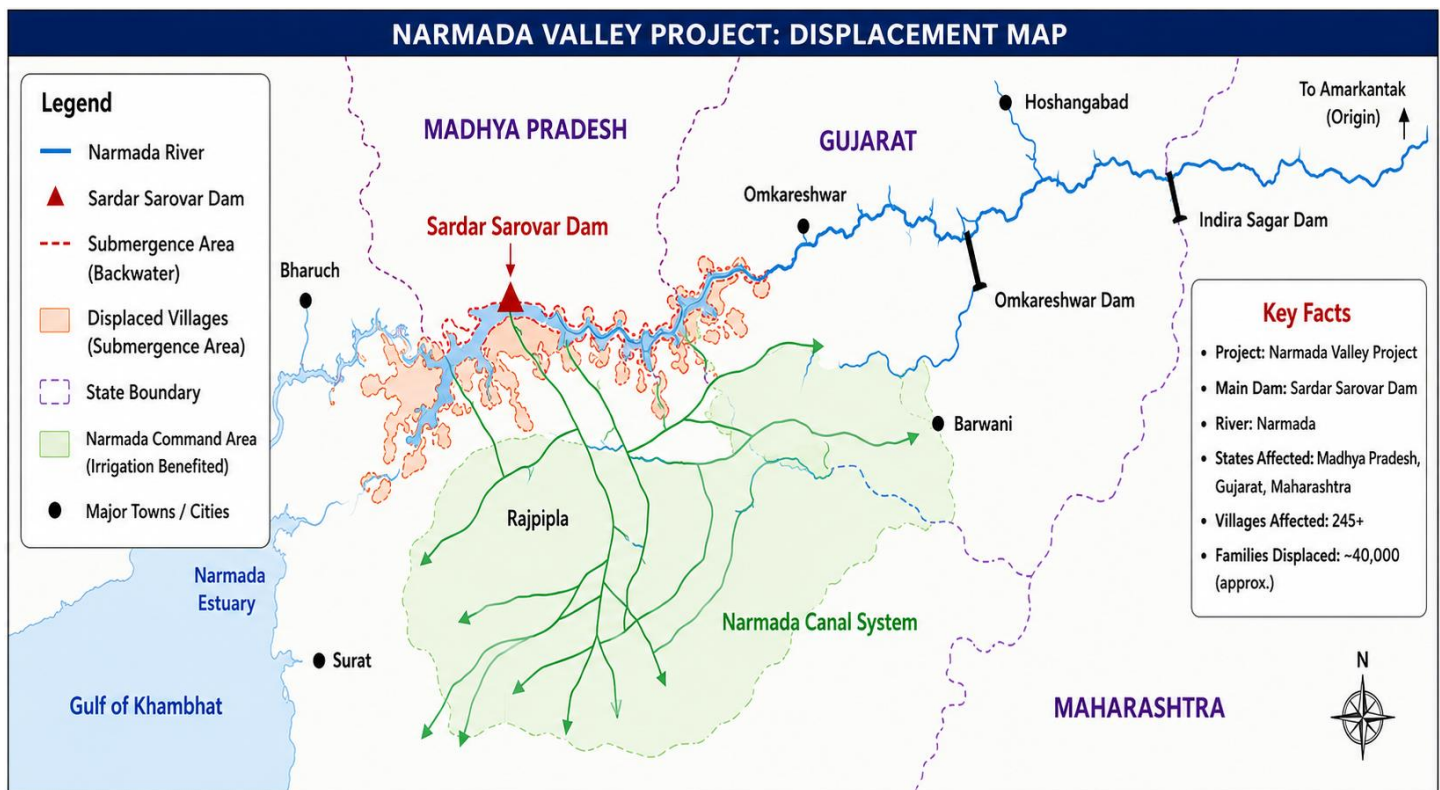 NARMADA VALLEY PROJECT: DISPLACEMENT MAP
Legend
Narmada River
Sardar Sarovar Dam
Submergence Area
(Backwater)
Displaced Villages
(Submergence Area)
State Boundary
Narmada Command Area
(Irrigation Benefited)
Major Towns / Cities
MADHYA PRADESH
GUJARAT
Hoshangabad
To Amarkantak
(Origin)
Omkareshwar
Indira Sagar Dam
Sardar Sarovar Dam
Bharuch
Omkareshwar Dam
Key Facts
• Project: Narmada Valley Project
• Main Dam: Sardar Sarovar Dam
• River: Narmada
• States Affected: Madhya Pradesh,
Gujarat, Maharashtra
• Villages Affected: 245+
• Families Displaced: ~40,000
(approx.)
Barwani
Rajpipla
Narmada
Estuary
Narmada Canal System
Surat
Gulf of Khambhat
MAHARASHTRA
N